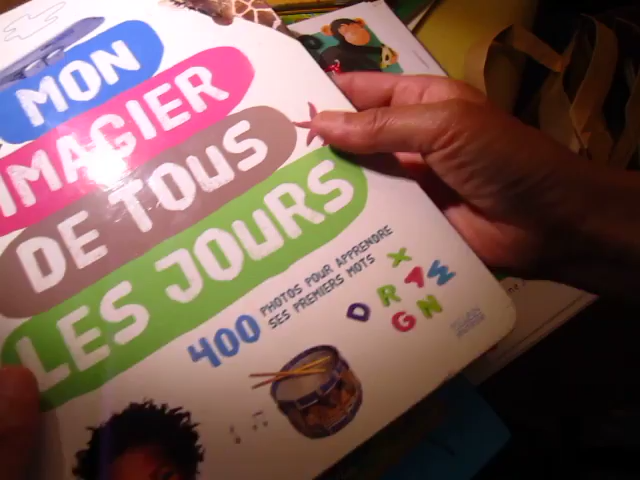 MON
IMAGIER
DE TOUS
LES JOURS
400 PHOTOS POUR APPRENDRE
SES PREMIERS MOTS
X
D R A E
G N